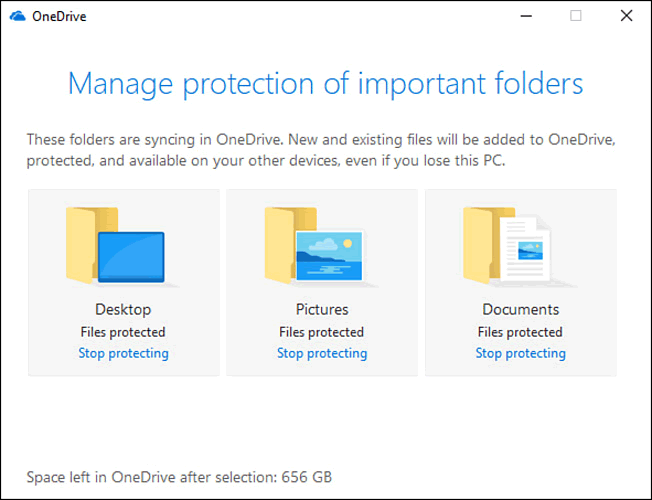 OneDrive
Manage protection of important folders
These folders are syncing in OneDrive. New and existing files will be added to OneDrive,
protected, and available on your other devices, even if you lose this PC.
Desktop
Files protected
Stop protecting
Pictures
Files protected
Stop protecting
Documents
Files protected
Stop protecting
Space left in OneDrive after selection: 656 GB